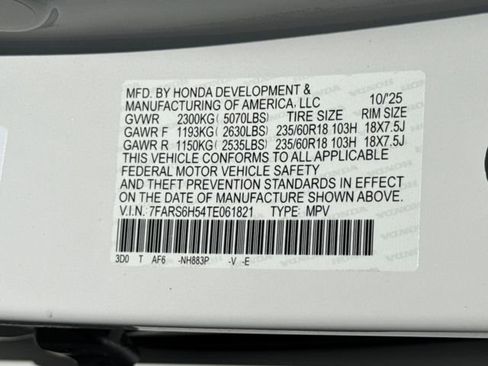 MFD. BY HONDA DEVELOPMENT &
MANUFACTURING OF AMERICA, LLC 10/'25
GVWR 2300KG( 5070LBS) TIRE SIZE RIM SIZE
GAWR F 1193KG( 2630LBS) 235/60R18 103H 18X7.5J
GAWR R 1150KG( 2535LBS) 235/60R18 103H 18X7.5J
THIS VEHICLE CONFORMS TO ALL APPLICABLE
FEDERAL MOTOR VEHICLE SAFETY
AND THEFT PREVENTION STANDARDS IN EFFECT
ON THE DATE OF MANUFACTURE SHOWN ABOVE.
V.I.N. 7FARS6H54TE061821 TYPE: MPV
3D0 T AF6 -NH883P -V -E